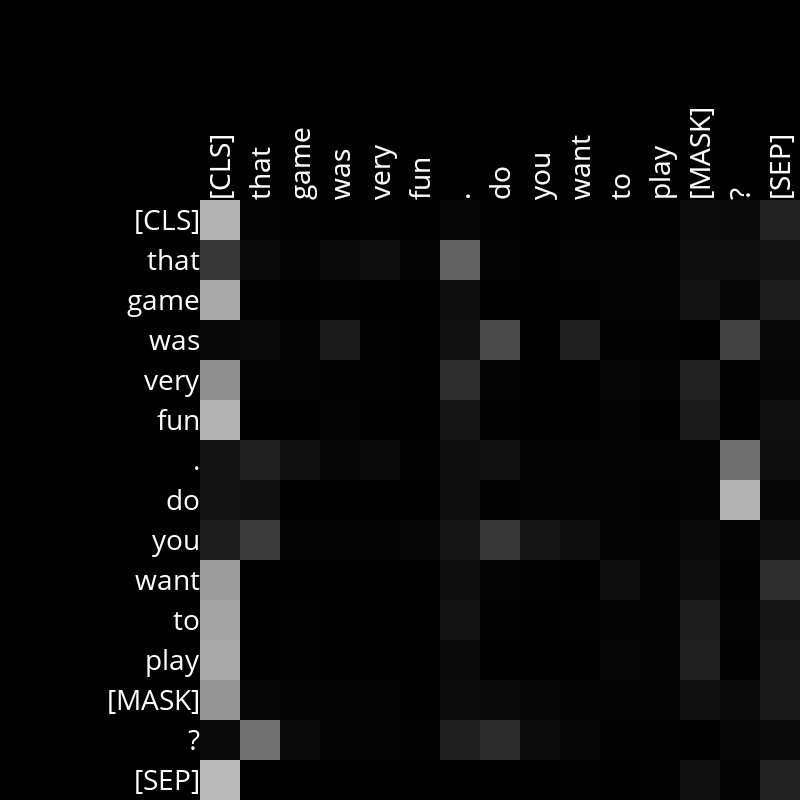 [CLS]
that
game
was
very
fun
.
do
you
want
to
play
[MASK]
?
[SEP]
[CLS]
that
game
was
very
fun
.
do
you
want
to
play
[MASK]
?
[SEP]